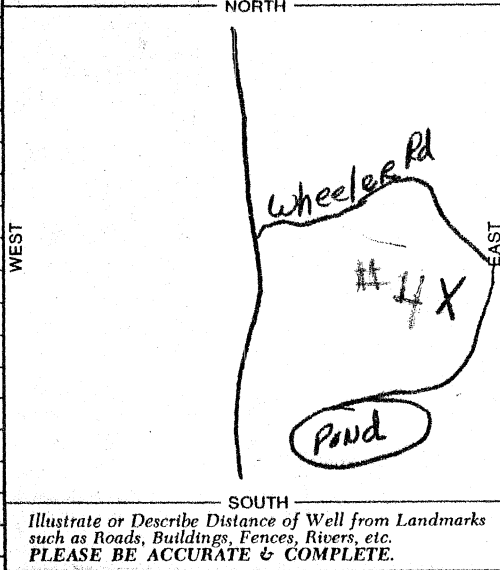 NORTH
Wheeler Rd
WEST
EAST
#4 X
Pond
SOUTH
Illustrate or Describe Distance of Well from Landmarks
such as Roads, Buildings, Fences, Rivers, etc.
PLEASE BE ACCURATE & COMPLETE.